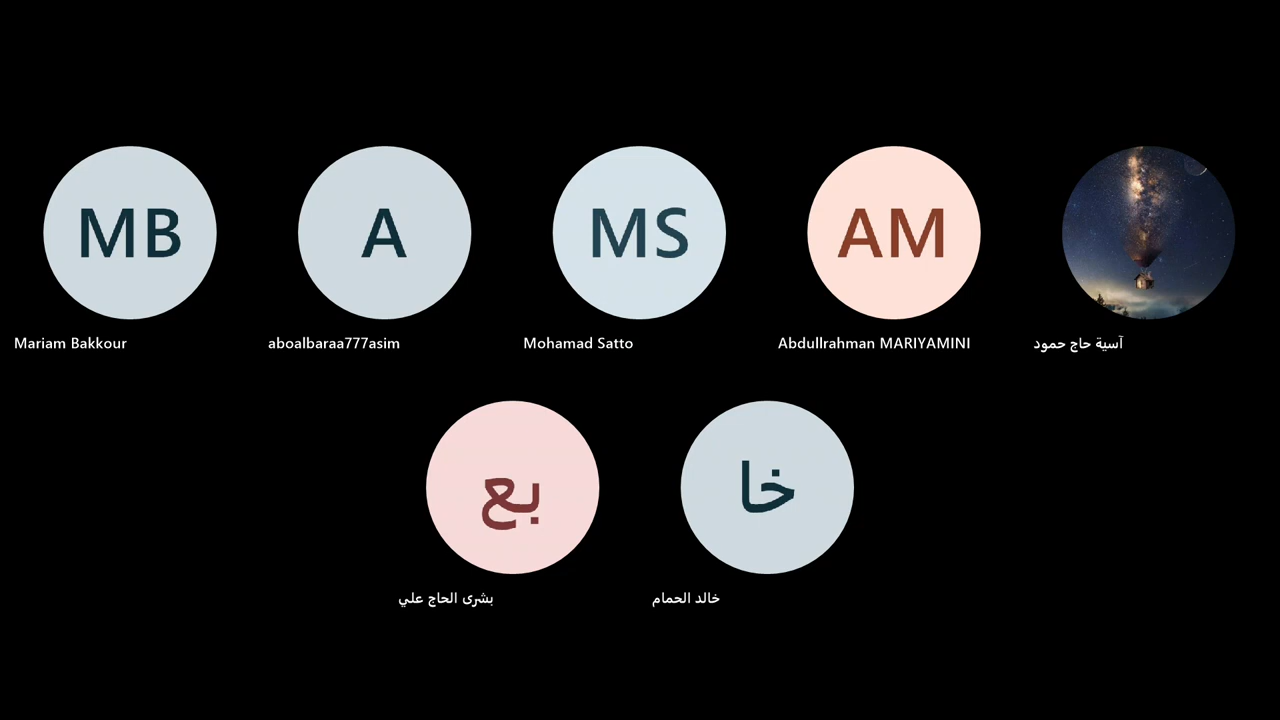 MB
A
MS
AM
Mariam Bakkour
aboalbaraa777asim
Mohamad Satto
Abdullrahman MARIYAMINI
آسية حاج حمود
بع
خا
بشرى الحاج علي
خالد الحمام